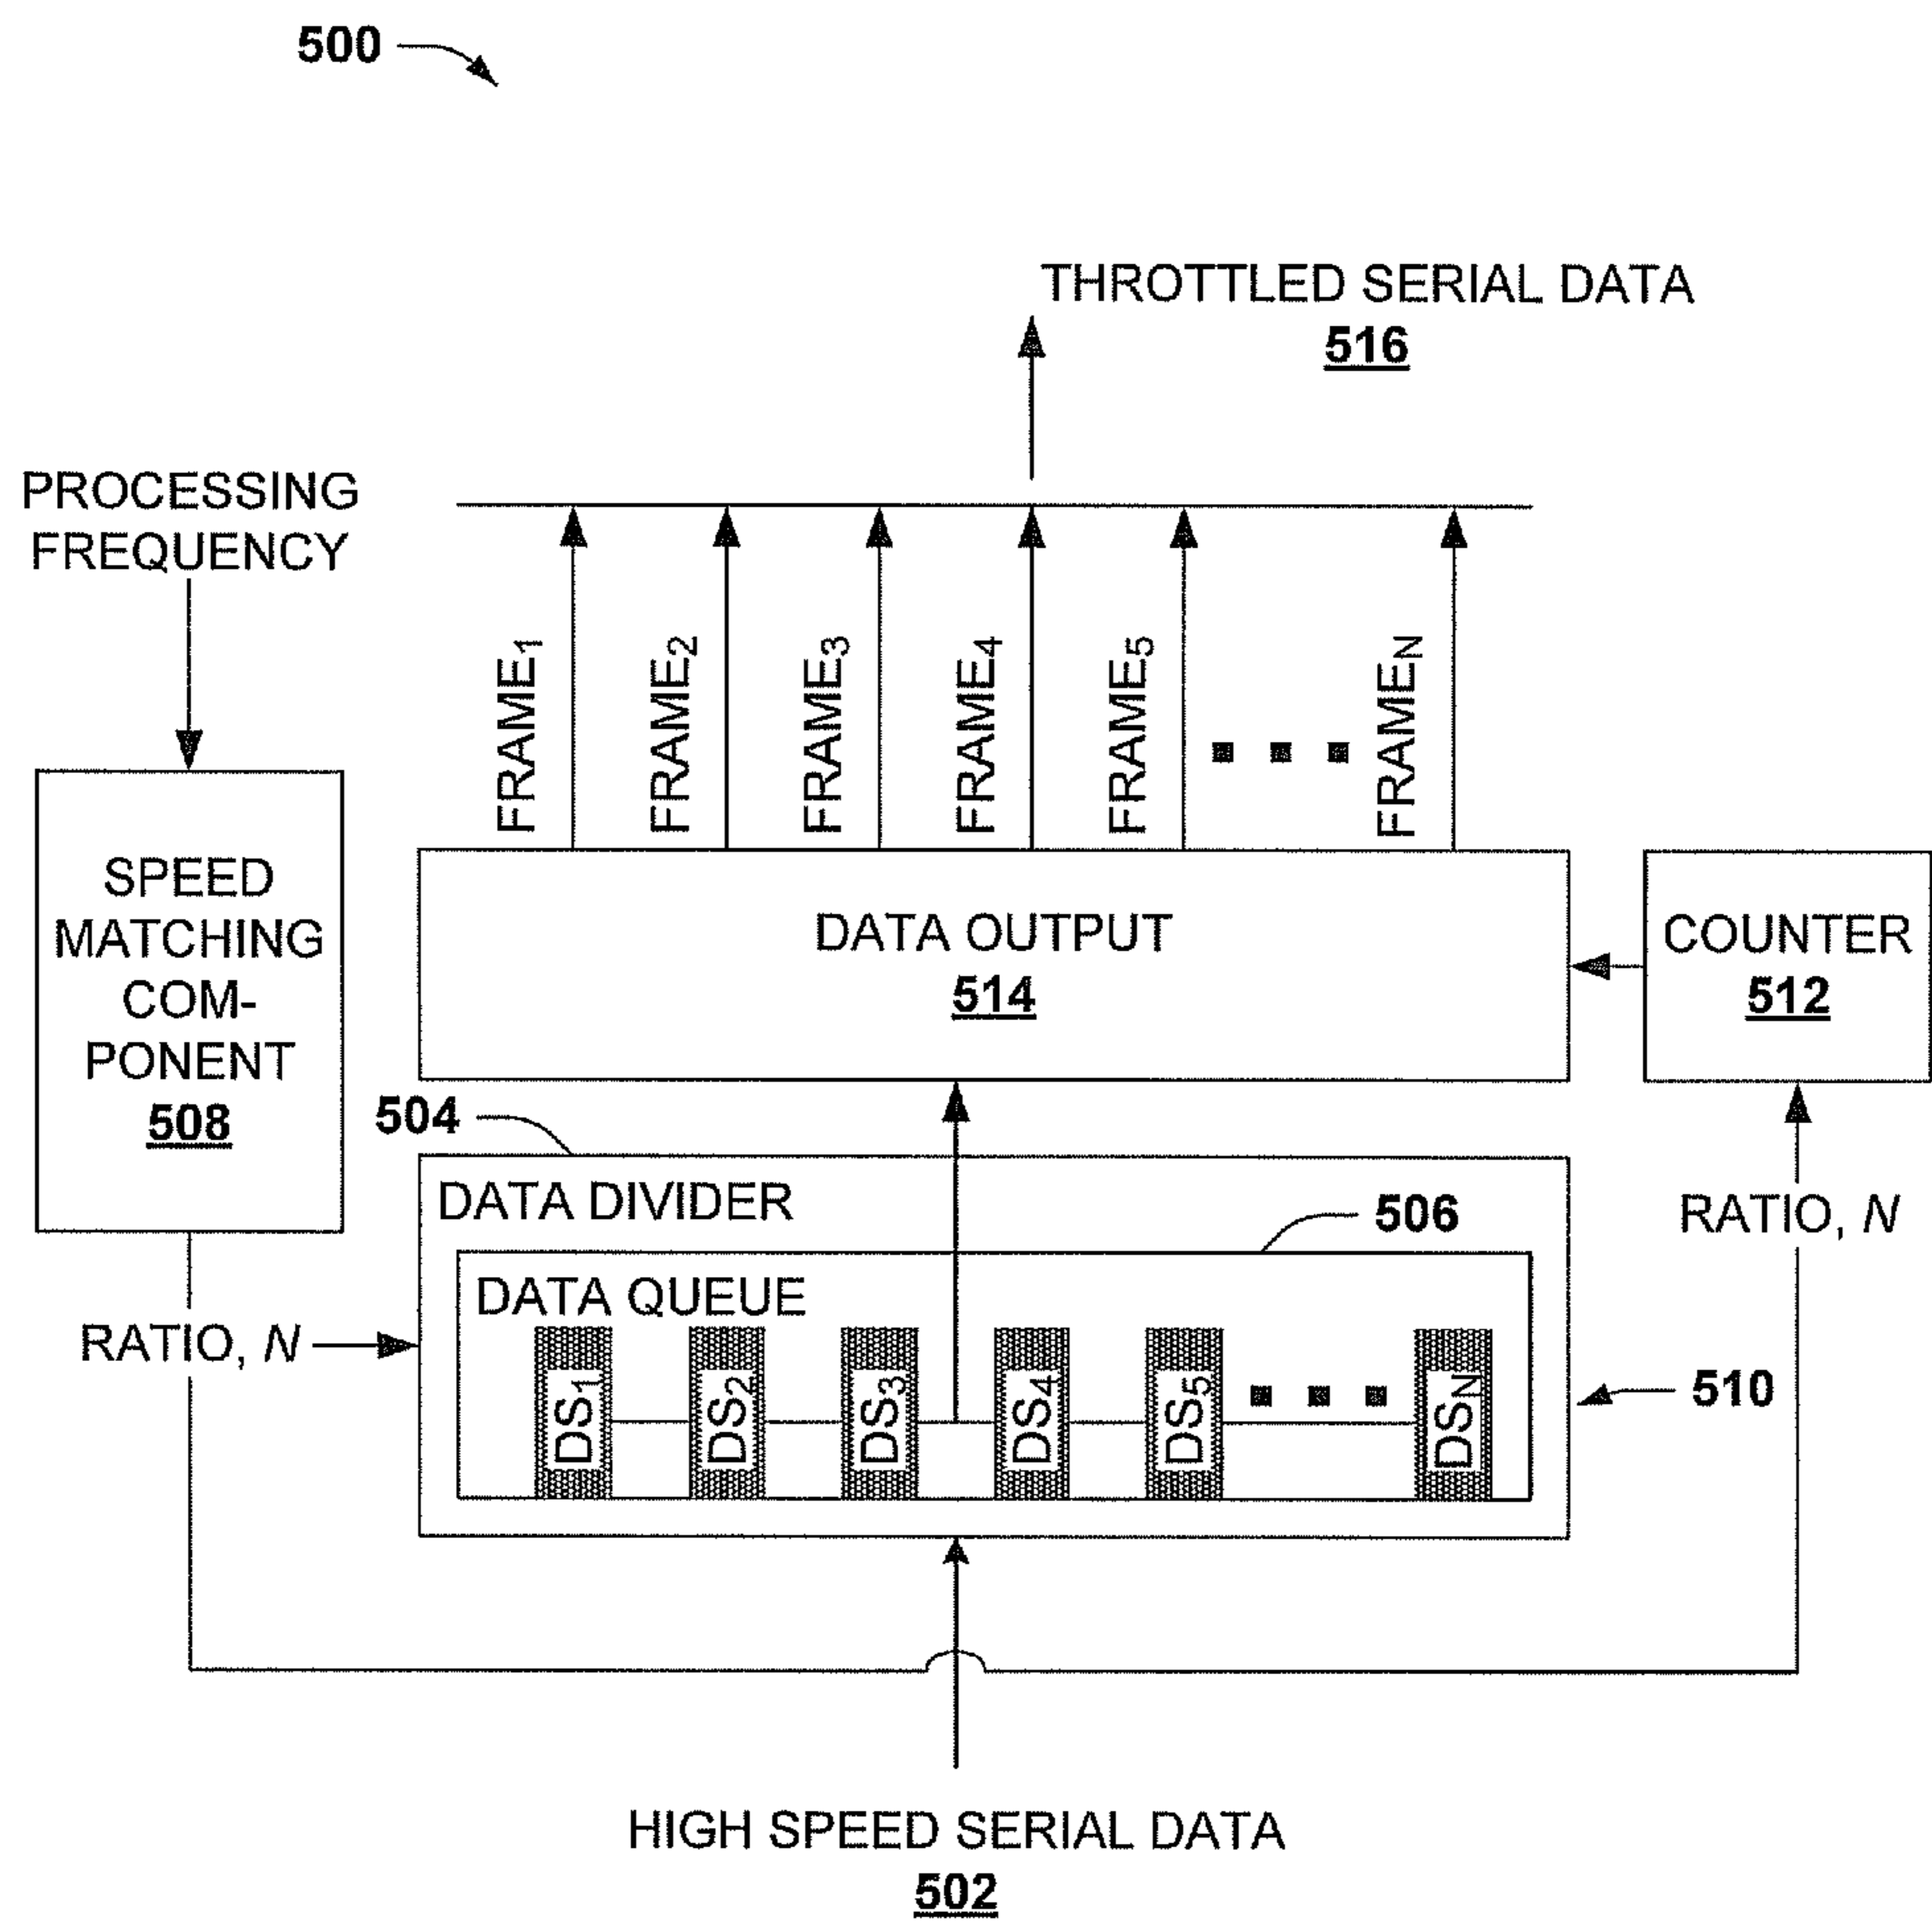 500
THROTTLED SERIAL DATA
516
PROCESSING
FREQUENCY
FRAME1
FRAME2
FRAME3
FRAME4
FRAME5
FRAMEN
SPEED
MATCHING
COM-
PONENT
508
DATA OUTPUT
514
COUNTER
512
504
DATA DIVIDER
506
RATIO, N
DATA QUEUE
RATIO, N
DS1
DS2
DS3
DS4
DS5
DSN
510
HIGH SPEED SERIAL DATA
502